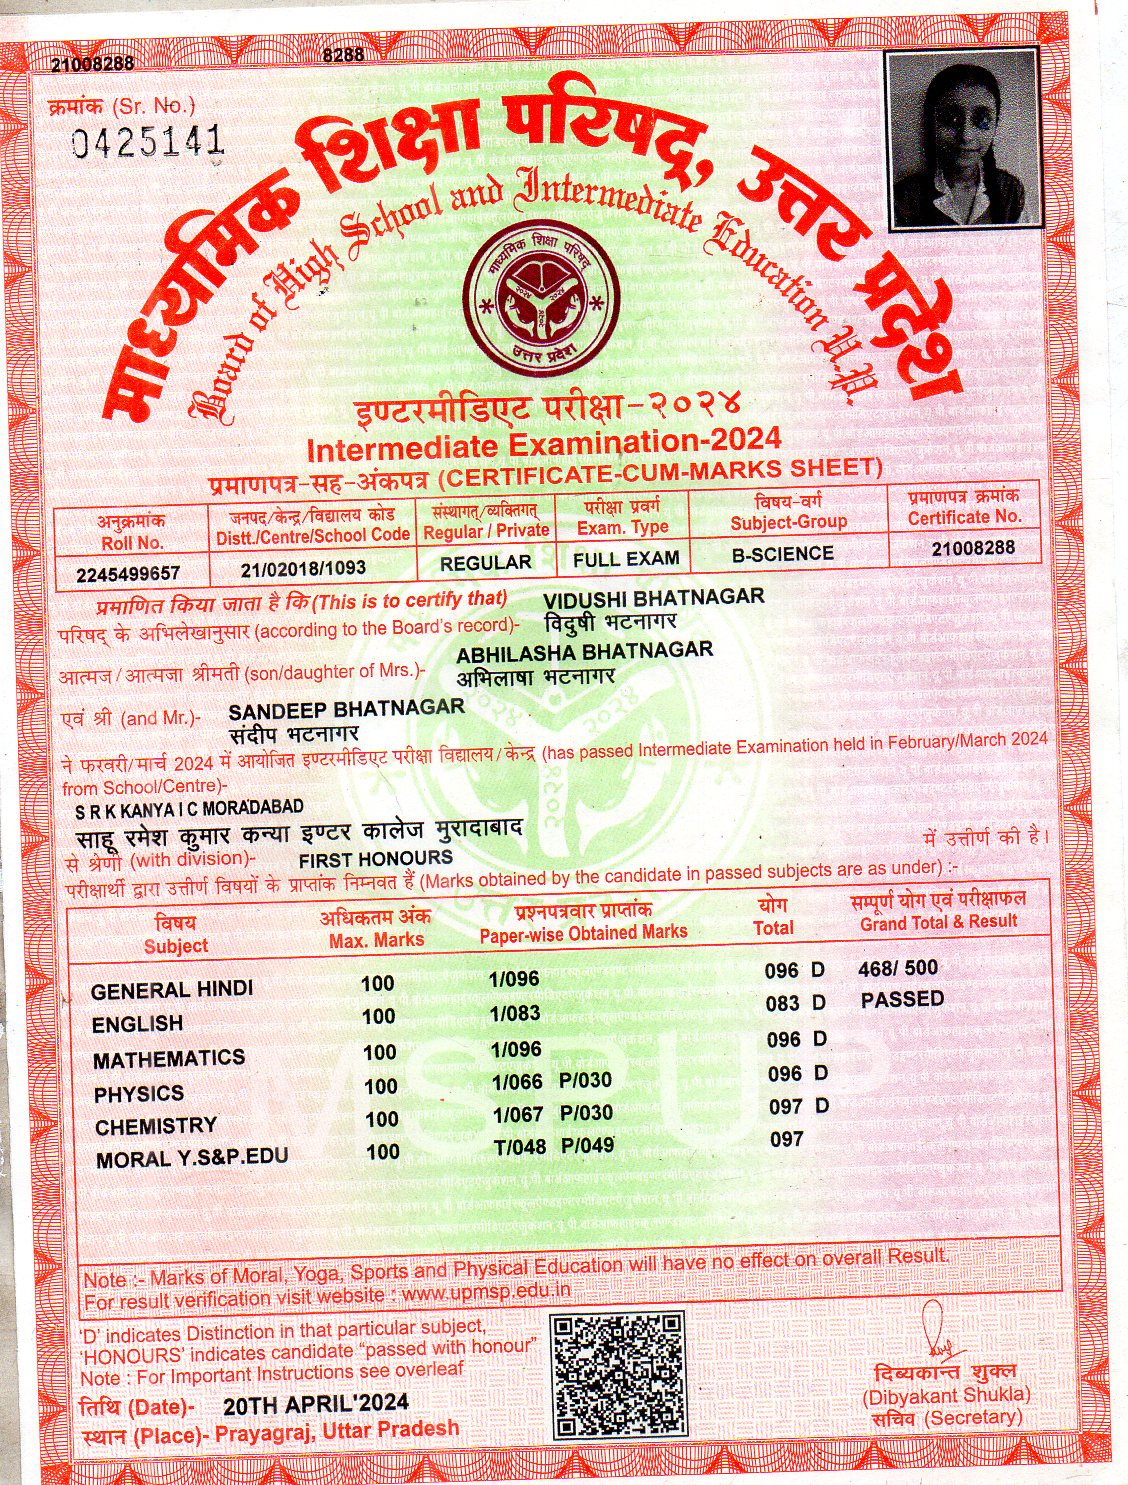 21008288
8288
क्रमांक (Sr. No.)
0425141
माध्यमिक शिक्षा परिषद्, उत्तर प्रदेश
Board of High School and Intermediate Education U.P.
माध्यमिक शिक्षा परिषद्
उत्तर प्रदेश
इण्टरमीडिएट परीक्षा-२०२४
Intermediate Examination-2024
प्रमाणपत्र-सह-अंकपत्र (CERTIFICATE-CUM-MARKS SHEET)
अनुक्रमांक जनपद/केन्द्र/विद्यालय कोड संस्थागत्/व्यक्तिगत् परीक्षा प्रवर्ग विषय-वर्ग प्रमाणपत्र क्रमांक
Roll No. Distt./Centre/School Code Regular / Private Exam. Type Subject-Group Certificate No.
2245499657 21/02018/1093 REGULAR FULL EXAM B-SCIENCE 21008288
प्रमाणित किया जाता है कि (This is to certify that) VIDUSHI BHATNAGAR
परिषद् के अभिलेखानुसार (according to the Board's record)- विदुषी भटनागर
ABHILASHA BHATNAGAR
आत्मज/आत्मजा श्रीमती (son/daughter of Mrs.)- अभिलाषा भटनागर
एवं श्री (and Mr.)- SANDEEP BHATNAGAR
संदीप भटनागर
ने फरवरी/मार्च 2024 में आयोजित इण्टरमीडिएट परीक्षा विद्यालय/केन्द्र (has passed Intermediate Examination held in February/March 2024
from School/Centre)-
S R K KANYA I C MORADABAD
साहू रमेश कुमार कन्या इण्टर कालेज मुरादाबाद
में उत्तीर्ण की है।
से श्रेणी (with division)- FIRST HONOURS
परीक्षार्थी द्वारा उत्तीर्ण विषयों के प्राप्तांक निम्नवत हैं (Marks obtained by the candidate in passed subjects are as under) :-
विषय अधिकतम अंक प्रश्नपत्रवार प्राप्तांक योग सम्पूर्ण योग एवं परीक्षाफल
Subject Max. Marks Paper-wise Obtained Marks Total Grand Total & Result
GENERAL HINDI 100 1/096 096 D 468/ 500
ENGLISH 100 1/083 083 D PASSED
MATHEMATICS 100 1/096 096 D
PHYSICS 100 1/066 P/030 096 D
CHEMISTRY 100 1/067 P/030 097 D
MORAL Y.S&P.EDU 100 T/048 P/049 097
Note :- Marks of Moral, Yoga, Sports and Physical Education will have no effect on overall Result.
For result verification visit website : www.upmsp.edu.in
'D' indicates Distinction in that particular subject,
'HONOURS' indicates candidate "passed with honour"
Note : For Important Instructions see overleaf
तिथि (Date)- 20TH APRIL'2024
स्थान (Place)- Prayagraj, Uttar Pradesh
दिव्यकान्त शुक्ल
(Dibyakant Shukla)
सचिव (Secretary)